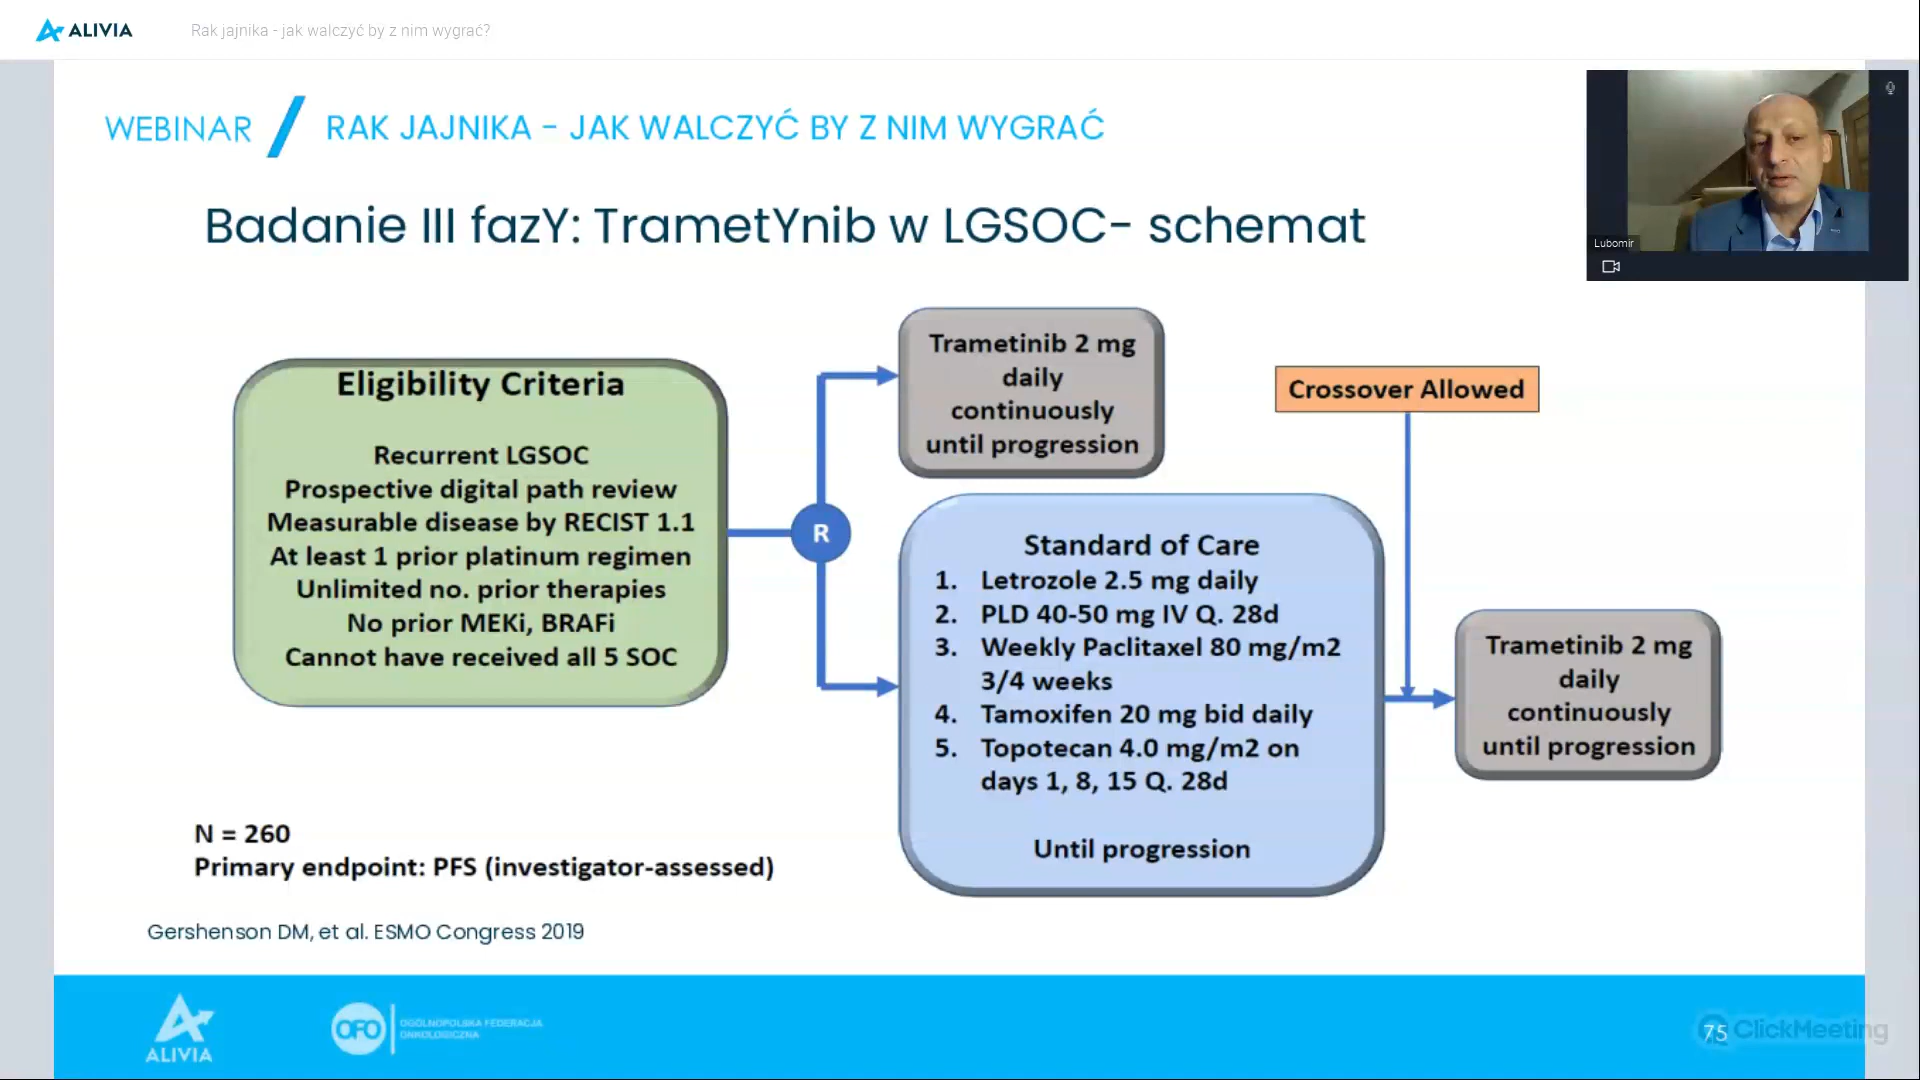 ALIVIA
Rak jajnika - jak walczyć by z nim wygrać?
WEBINAR / RAK JAJNIKA - JAK WALCZYĆ BY Z NIM WYGRAĆ
Lubomir
Badanie III fazY: TrametYnib w LGSOC- schemat
Eligibility Criteria
Recurrent LGSOC
Prospective digital path review
Measurable disease by RECIST 1.1
At least 1 prior platinum regimen
Unlimited no. prior therapies
No prior MEKi, BRAFi
Cannot have received all 5 SOC
R
Trametinib 2 mg
daily
continuously
until progression
Crossover Allowed
Standard of Care
1. Letrozole 2.5 mg daily
2. PLD 40-50 mg IV Q. 28d
3. Weekly Paclitaxel 80 mg/m2
3/4 weeks
4. Tamoxifen 20 mg bid daily
5. Topotecan 4.0 mg/m2 on
days 1, 8, 15 Q. 28d
Until progression
Trametinib 2 mg
daily
continuously
until progression
N = 260
Primary endpoint: PFS (investigator-assessed)
Gershenson DM, et al. ESMO Congress 2019
ALIVIA
OFO
OGÓLNOPOLSKA FEDERACJA
ONKOLOGICZNA
75
ClickMeeting